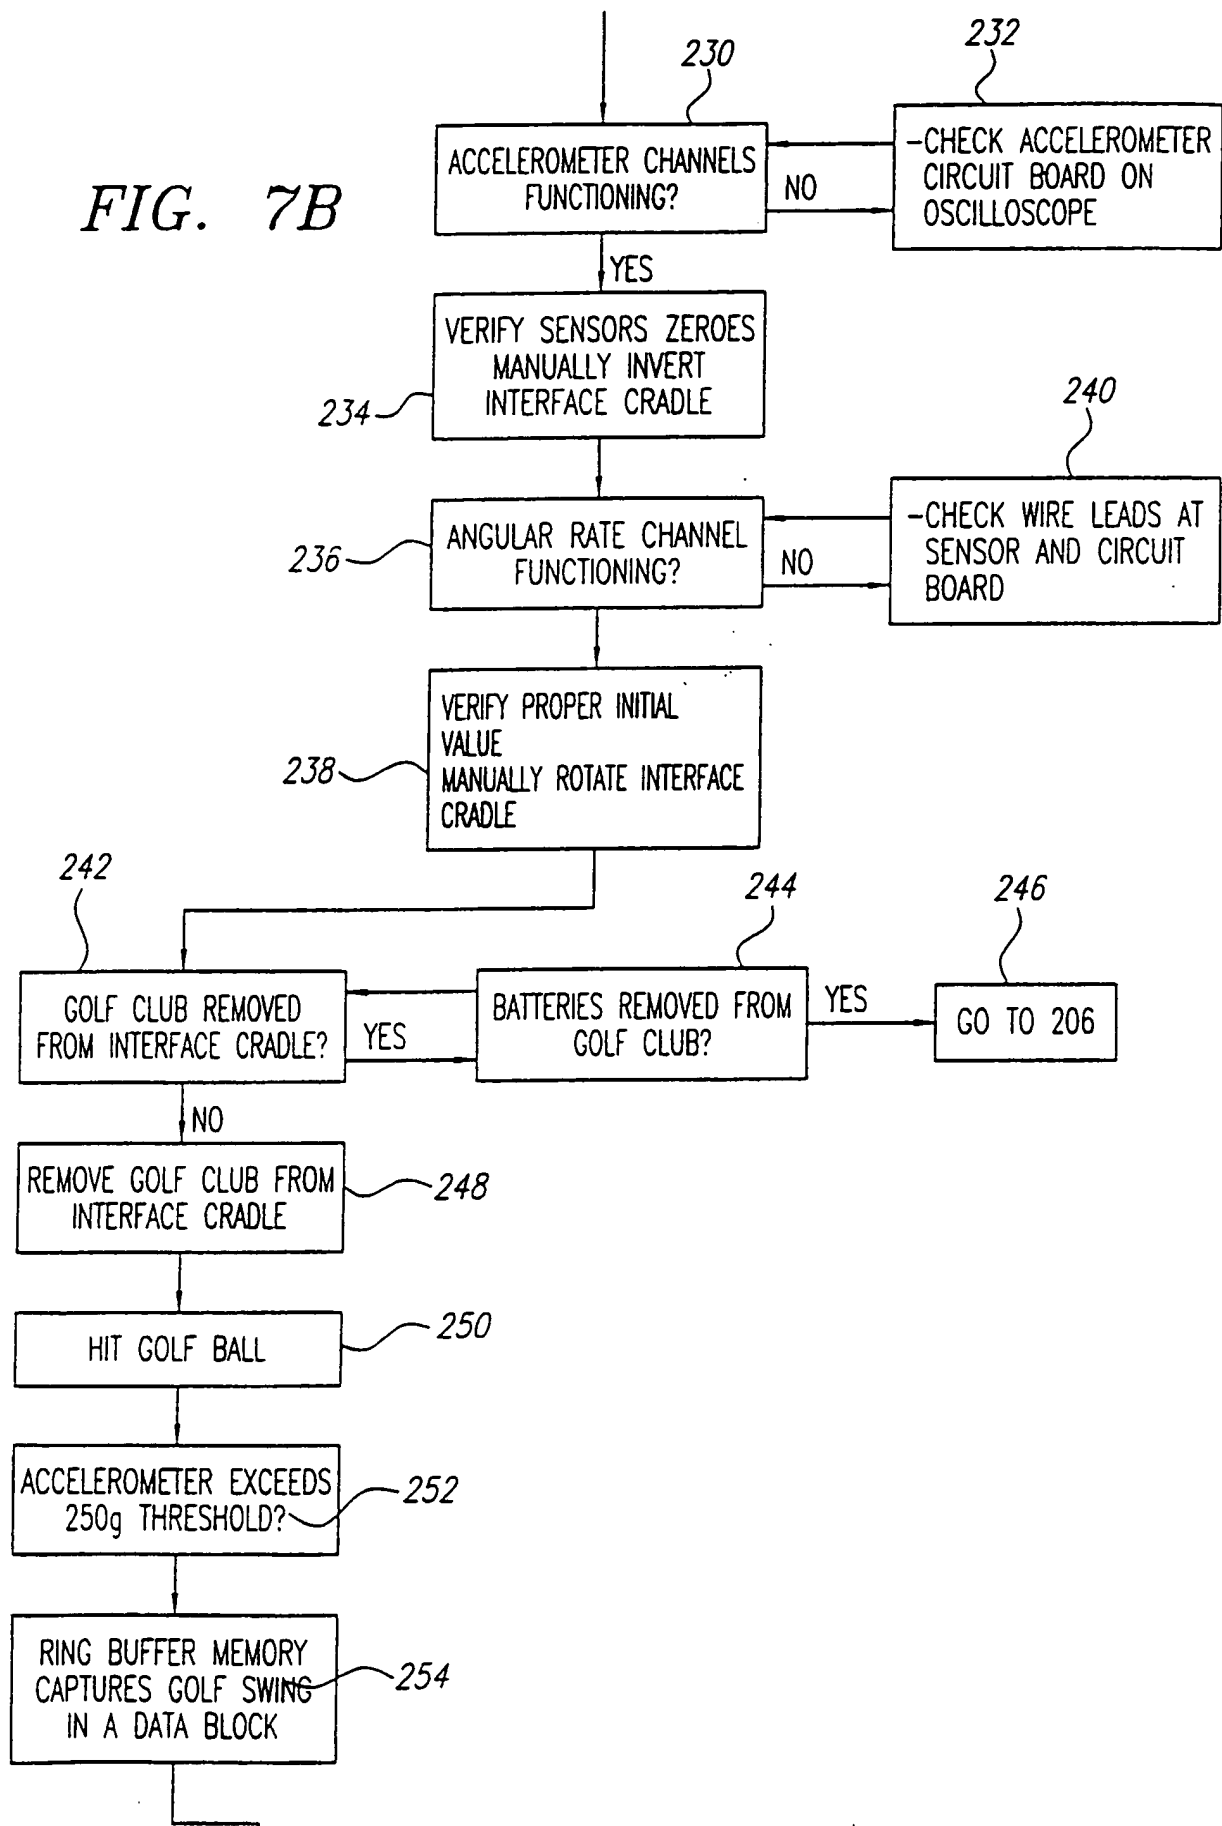 FIG. 7B
230
232
ACCELEROMETER CHANNELS
FUNCTIONING?
NO
-CHECK ACCELEROMETER
CIRCUIT BOARD ON
OSCILLOSCOPE
YES
VERIFY SENSORS ZEROES
MANUALLY INVERT
INTERFACE CRADLE
234
240
236
ANGULAR RATE CHANNEL
FUNCTIONING?
NO
-CHECK WIRE LEADS AT
SENSOR AND CIRCUIT
BOARD
238
VERIFY PROPER INITIAL
VALUE
MANUALLY ROTATE INTERFACE
CRADLE
242
244
246
GOLF CLUB REMOVED
FROM INTERFACE CRADLE?
YES
BATTERIES REMOVED FROM
GOLF CLUB?
YES
GO TO 206
NO
REMOVE GOLF CLUB FROM
INTERFACE CRADLE
248
HIT GOLF BALL
250
ACCELEROMETER EXCEEDS
250g THRESHOLD?
252
RING BUFFER MEMORY
CAPTURES GOLF SWING
IN A DATA BLOCK
254